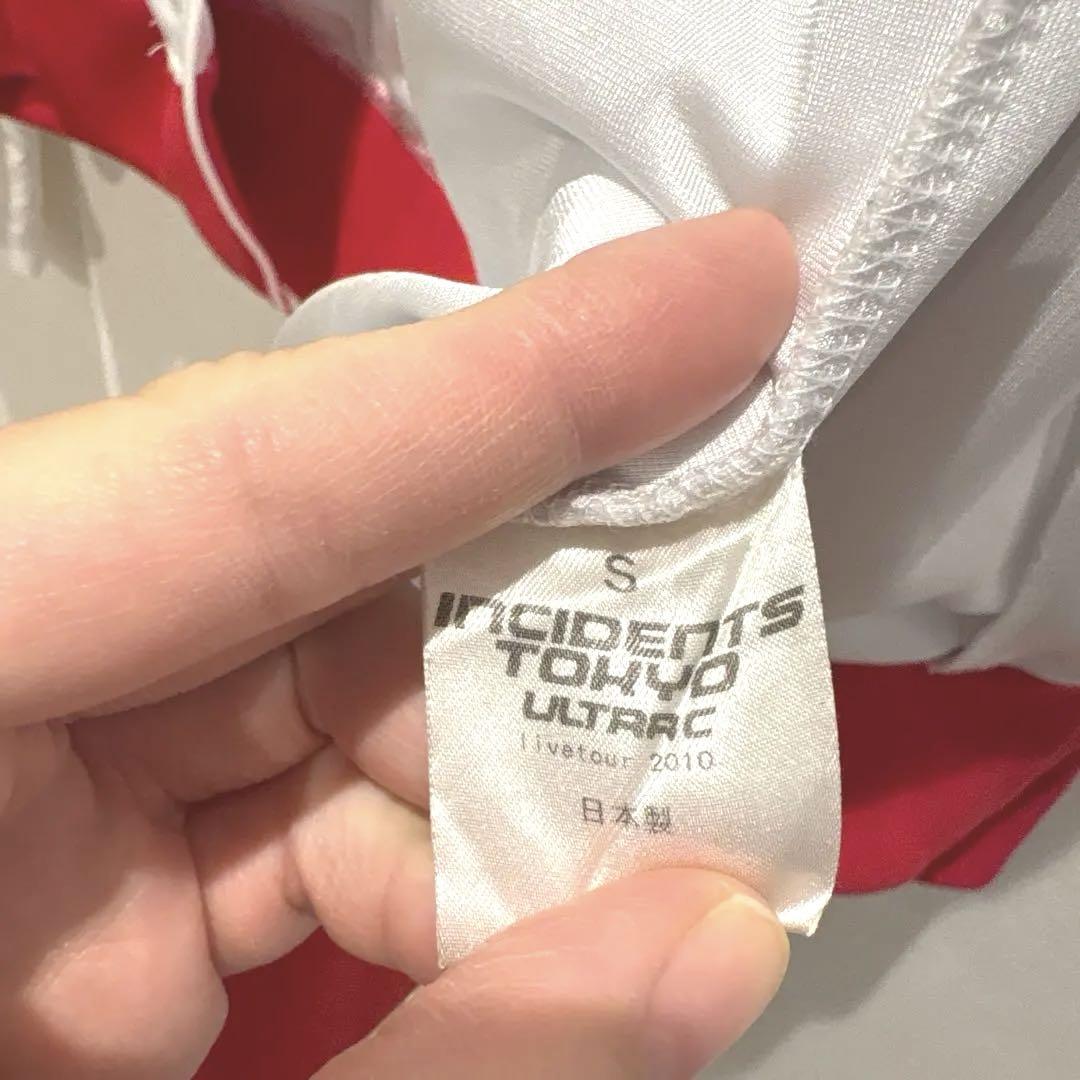 S
INCIDENTS
TOKYO
ULTRA C
livetour 2010
日本製